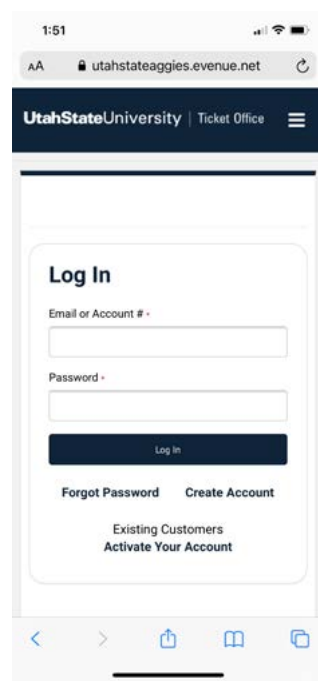 1:51
AA utahstateaggies.evenue.net
UtahStateUniversity | Ticket Office
Log In
Email or Account # •
Password •
Log In
Forgot Password Create Account
Existing Customers
Activate Your Account